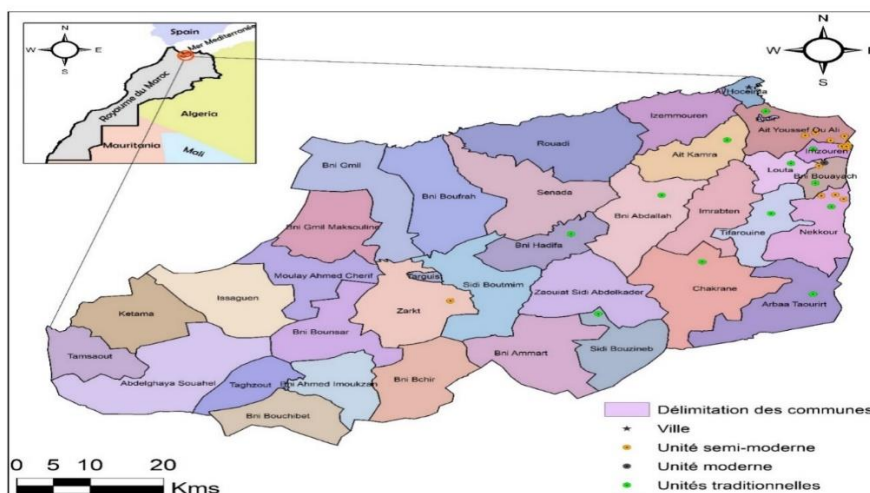 N
W E
S
Spain
Mer Mediterranée
Royaume du Maroc
Algeria
Mauritania
Mali
N
W E
S
Al Hoceima
Izemmouren
Ait Youssef Ou Ali
Rouadi
Imzouren
Ait Kamra
Louta
Bni Gmil
Bni Bouayach
Bni Boufrah
Senada
Imrabten
Bni Abdallah
Tifarouine
Bni Gmil Maksouline
Nekkour
Bni Hadifa
Moulay Ahmed Cherif
Targuis
Sidi Boutmim
Chakrane
Issaguen
Zaouiat Sidi Abdelkader
Ketama
Zarkt
Arbaa Taourirt
Bni Bounsar
Sidi Bouzineb
Bni Ammart
Tamsaout
Bni Bchir
Abdelghaya Souahel
Taghzout
Bni Ahmed Imoukzan
Bni Bouchibet
Délimitation des communes
Ville
Unité semi-moderne
Unité moderne
Unités traditionnelles
0 5 10 20
Kms